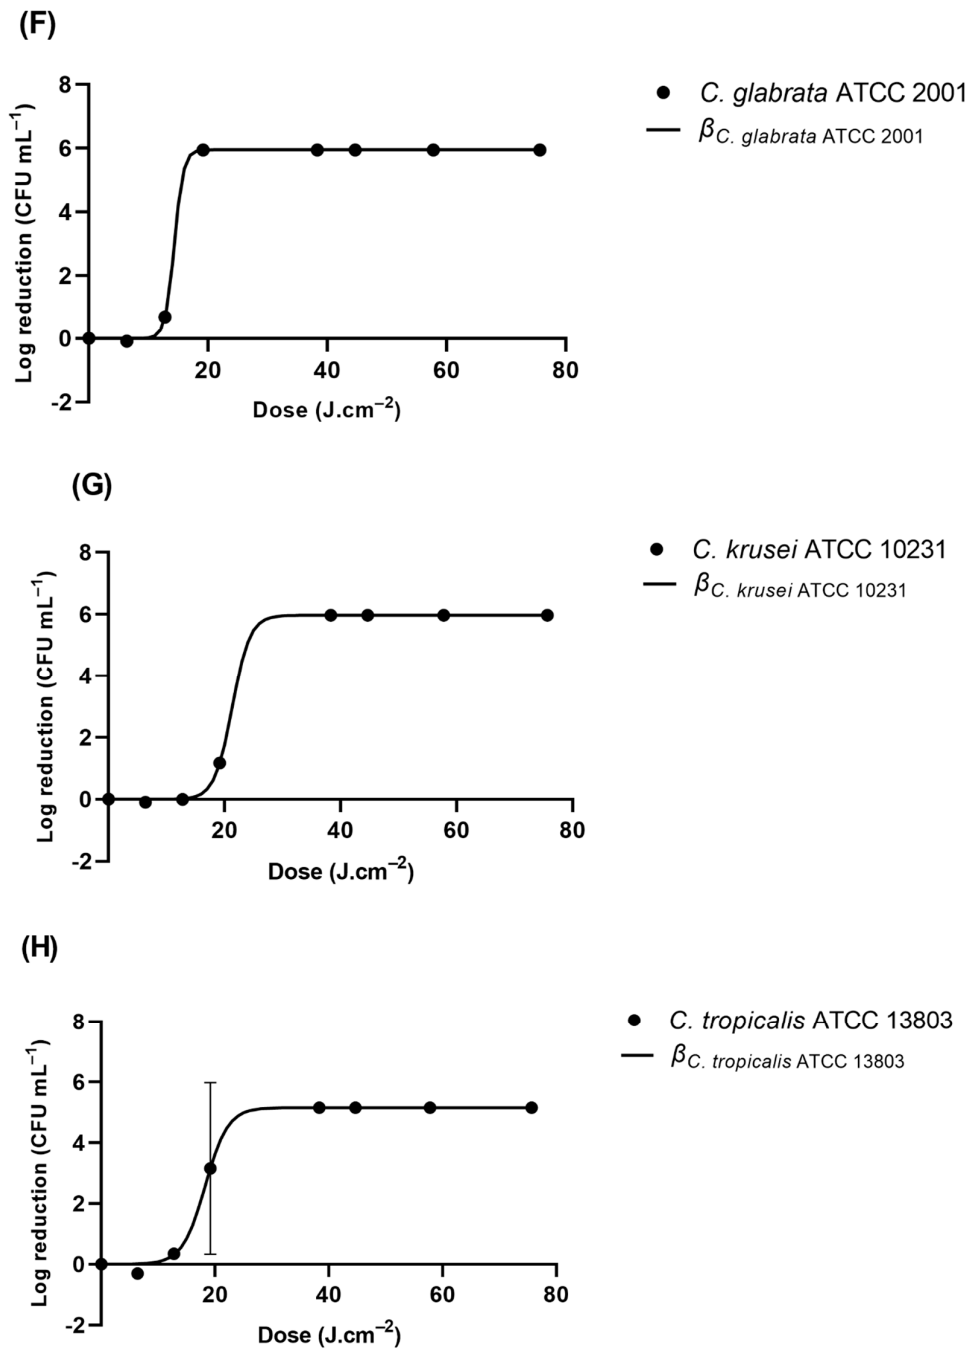 (F)
8
6
4
2
0
-2
Log reduction (CFU mL⁻¹)
20 40 60 80
Dose (J.cm⁻²)
C. glabrata ATCC 2001
βC. glabrata ATCC 2001
(G)
8
6
4
2
0
-2
Log reduction (CFU mL⁻¹)
20 40 60 80
Dose (J.cm⁻²)
C. krusei ATCC 10231
βC. krusei ATCC 10231
(H)
8
6
4
2
0
-2
Log reduction (CFU mL⁻¹)
20 40 60 80
Dose (J.cm⁻²)
C. tropicalis ATCC 13803
βC. tropicalis ATCC 13803